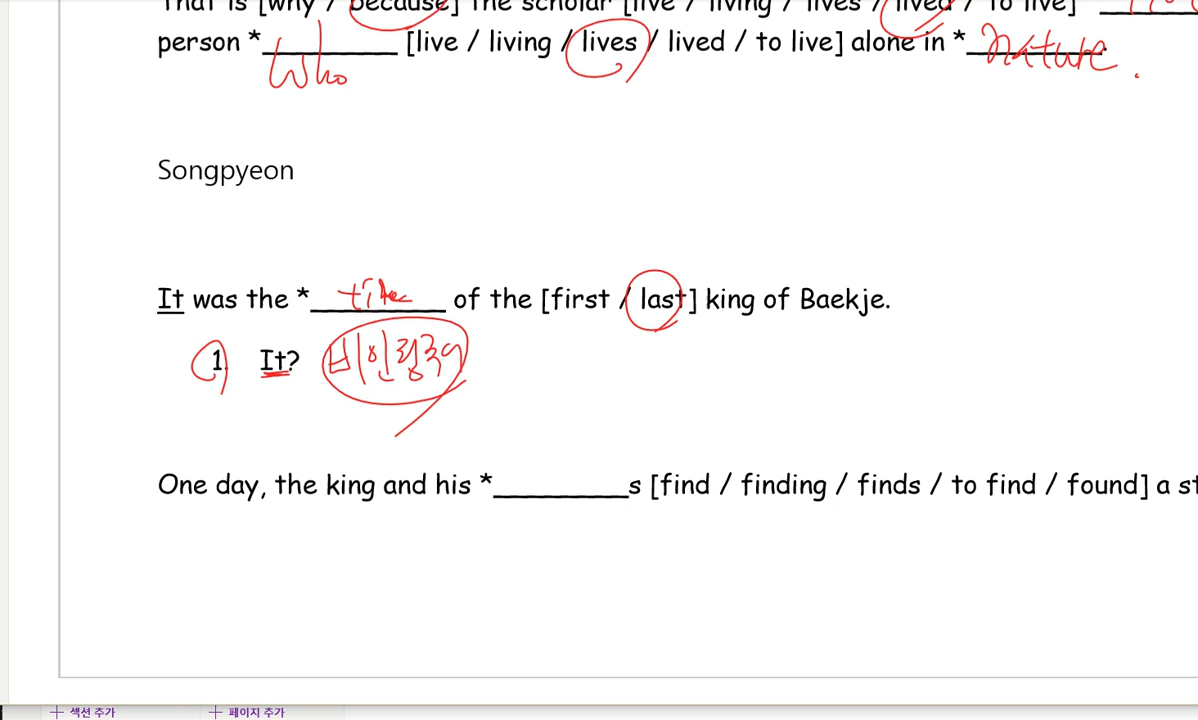 That is [why / because] The scholar [live / living / lives / lived / to live]
person *who [live / living / lives / lived / to live] alone in *nature.
Songpyeon
It was the *time of the [first / last] king of Baekje.
1. It? 비인칭주어
One day, the king and his *_________s [find / finding / finds / to find / found] a st
섹션 추가 페이지 추가